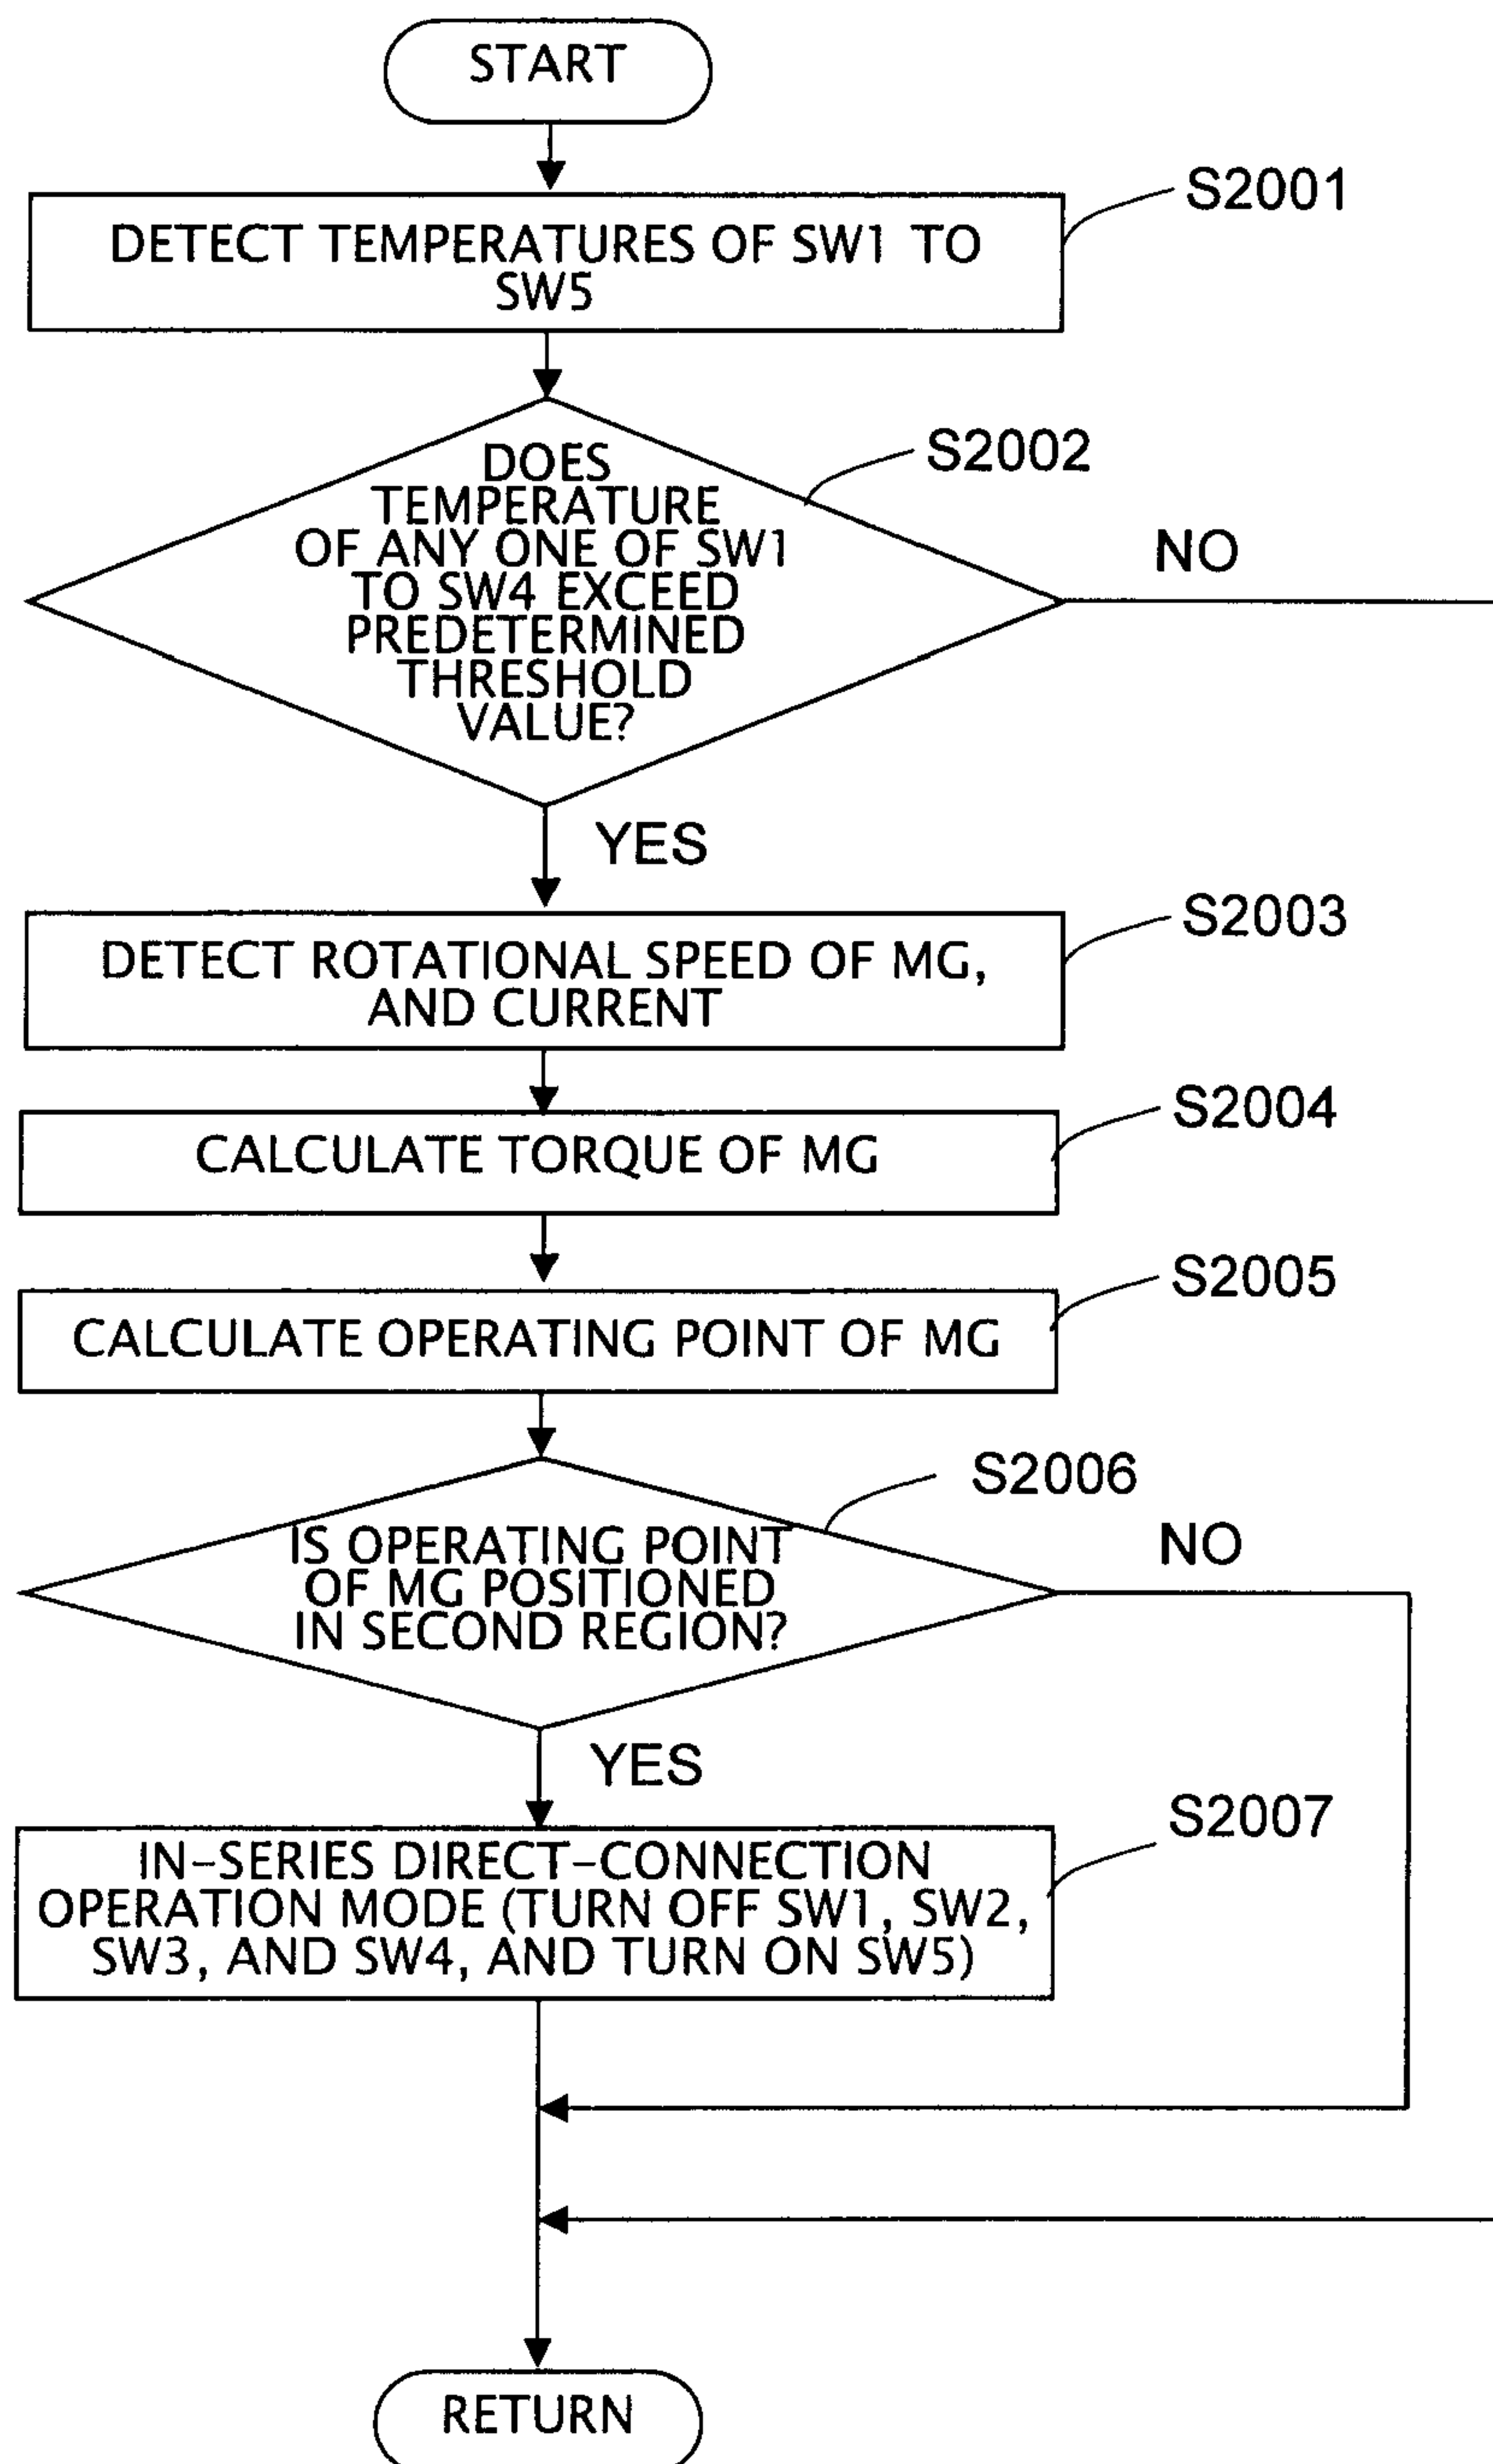 START
S2001
DETECT TEMPERATURES OF SW1 TO
SW5
S2002
DOES
TEMPERATURE
OF ANY ONE OF SW1
TO SW4 EXCEED
PREDETERMINED
THRESHOLD
VALUE?
NO
YES
S2003
DETECT ROTATIONAL SPEED OF MG,
AND CURRENT
S2004
CALCULATE TORQUE OF MG
S2005
CALCULATE OPERATING POINT OF MG
S2006
IS OPERATING POINT
OF MG POSITIONED
IN SECOND REGION?
NO
YES
S2007
IN-SERIES DIRECT-CONNECTION
OPERATION MODE (TURN OFF SW1, SW2,
SW3, AND SW4, AND TURN ON SW5)
RETURN